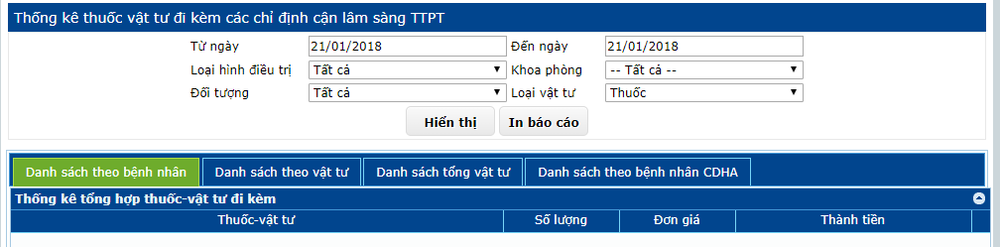 Thống kê thuốc vật tư đi kèm các chỉ định cận lâm sàng TTPT
Từ ngày 21/01/2018 Đến ngày 21/01/2018
Loại hình điều trị Tất cả Khoa phòng -- Tất cả --
Đối tượng Tất cả Loại vật tư Thuốc
Hiển thị In báo cáo
Danh sách theo bệnh nhân Danh sách theo vật tư Danh sách tổng vật tư Danh sách theo bệnh nhân CDHA
Thống kê tổng hợp thuốc-vật tư đi kèm
Thuốc-vật tư Số lượng Đơn giá Thành tiền